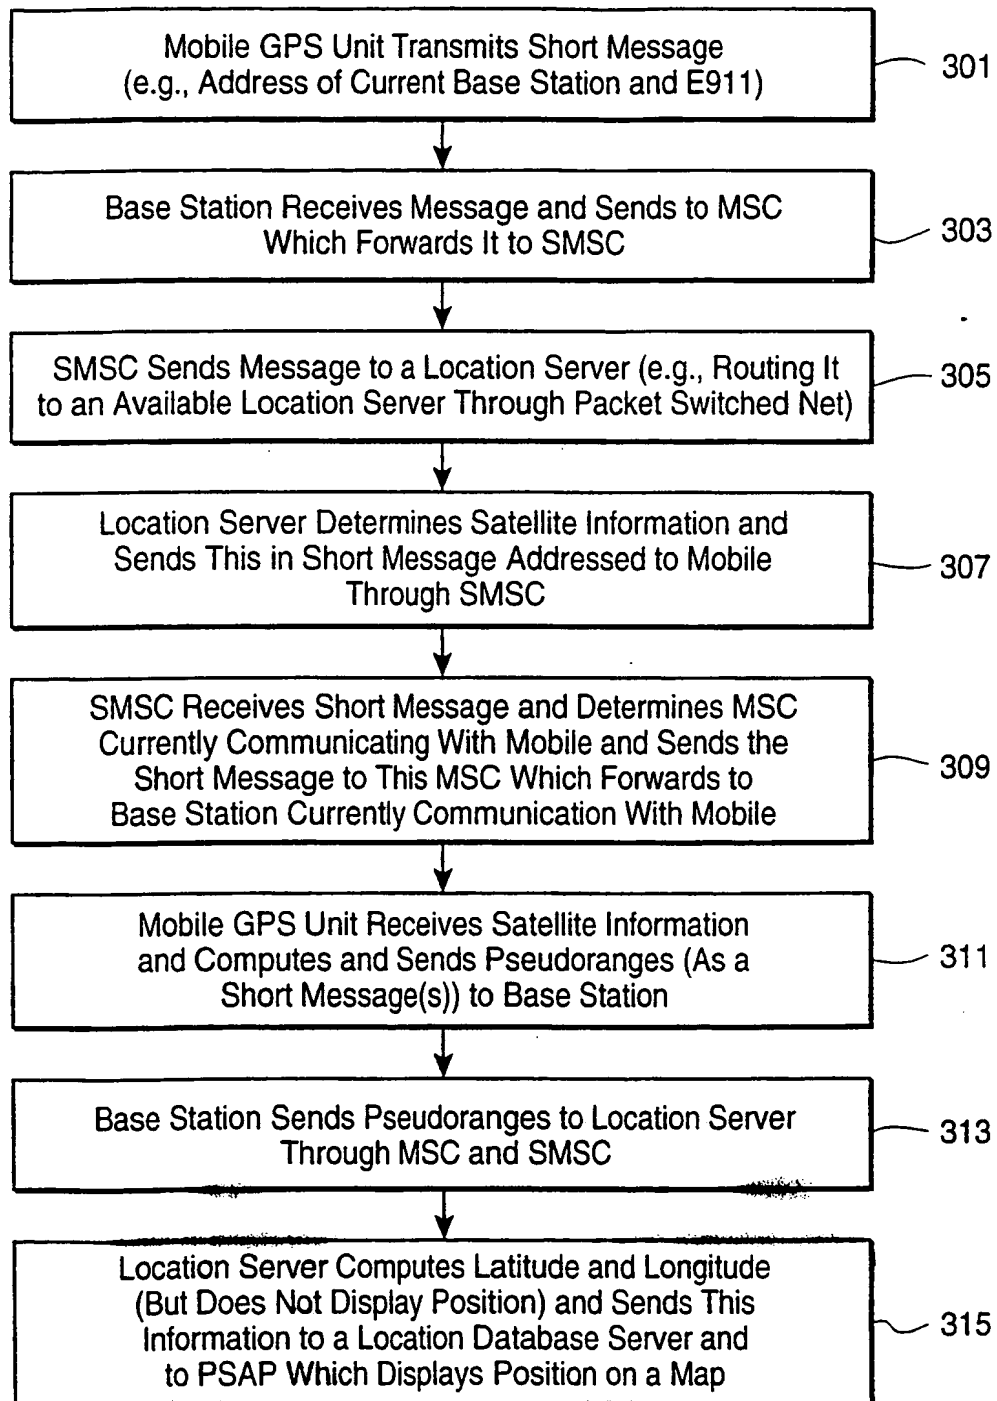 Mobile GPS Unit Transmits Short Message
(e.g., Address of Current Base Station and E911)
301
Base Station Receives Message and Sends to MSC
Which Forwards It to SMSC
303
SMSC Sends Message to a Location Server (e.g., Routing It
to an Available Location Server Through Packet Switched Net)
305
Location Server Determines Satellite Information and
Sends This in Short Message Addressed to Mobile
Through SMSC
307
SMSC Receives Short Message and Determines MSC
Currently Communicating With Mobile and Sends the
Short Message to This MSC Which Forwards to
Base Station Currently Communication With Mobile
309
Mobile GPS Unit Receives Satellite Information
and Computes and Sends Pseudoranges (As a
Short Message(s)) to Base Station
311
Base Station Sends Pseudoranges to Location Server
Through MSC and SMSC
313
Location Server Computes Latitude and Longitude
(But Does Not Display Position) and Sends This
Information to a Location Database Server and
to PSAP Which Displays Position on a Map
315